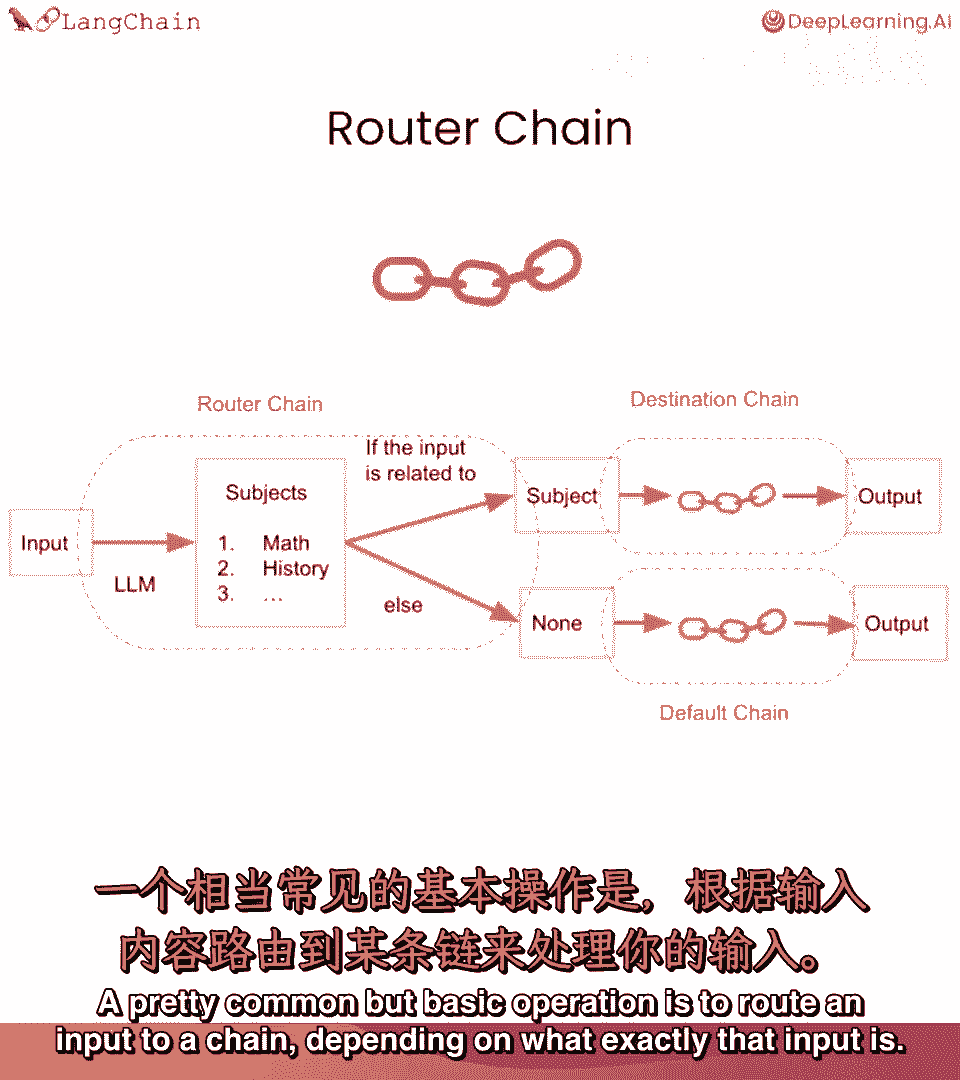 LangChain
DeepLearning.AI
Router Chain
Router Chain
Destination Chain
If the input
is related to
Subjects
1. Math
2. History
3. ...
Input
LLM
else
Subject
Output
None
Output
Default Chain
一个相当常见的基本操作是，根据输入
内容路由到某条链来处理你的输入。
A pretty common but basic operation is to route an
input to a chain, depending on what exactly that input is.